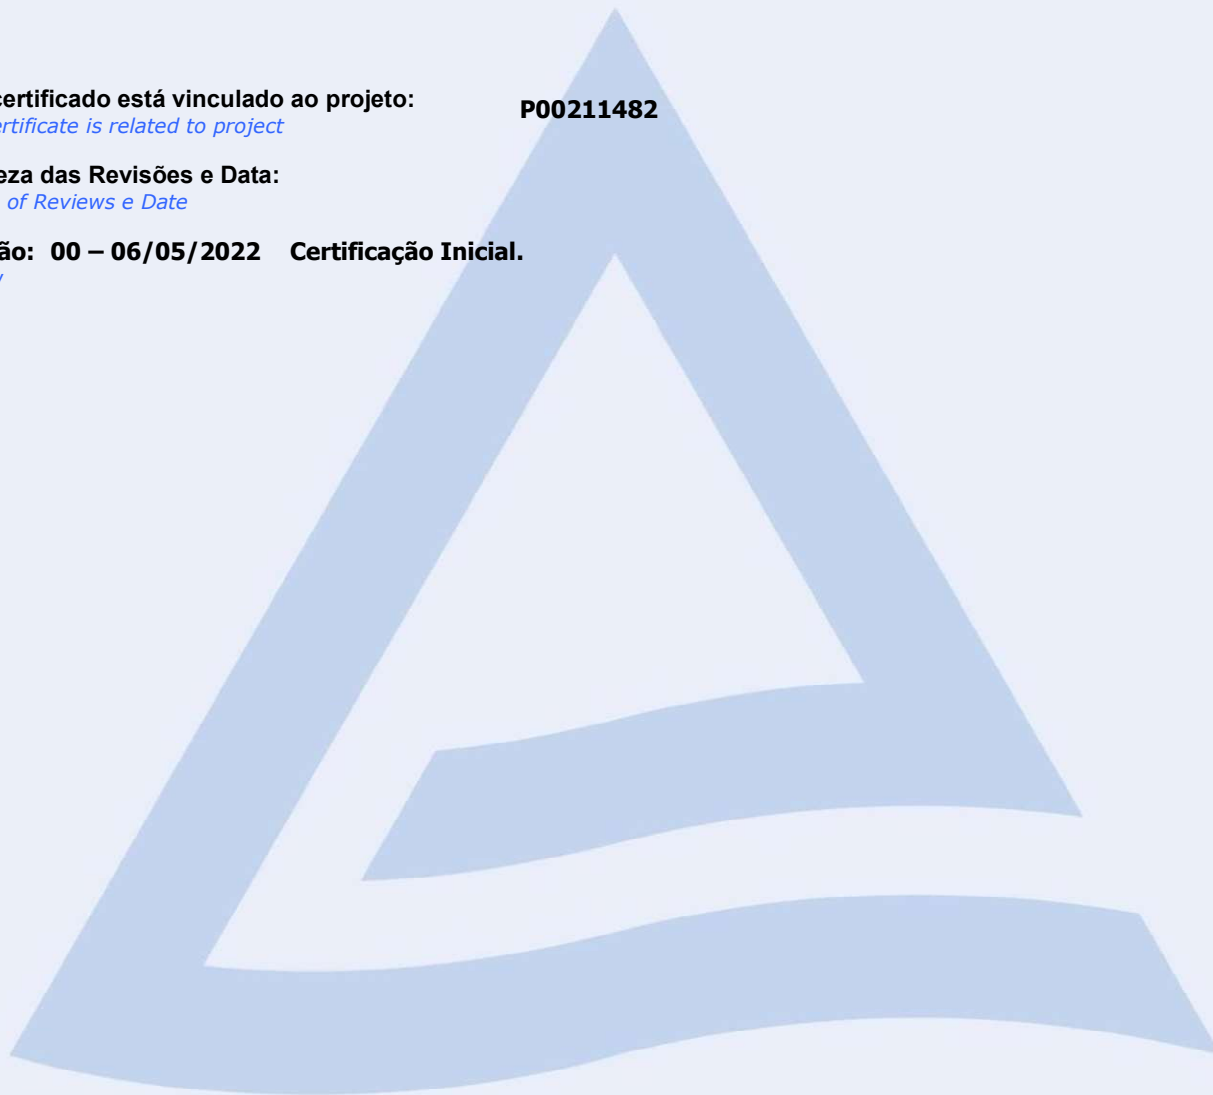 certificado está vinculado ao projeto: P00211482
ertificate is related to project
eza das Revisões e Data:
of Reviews e Date
ão: 00 – 06/05/2022 Certificação Inicial.